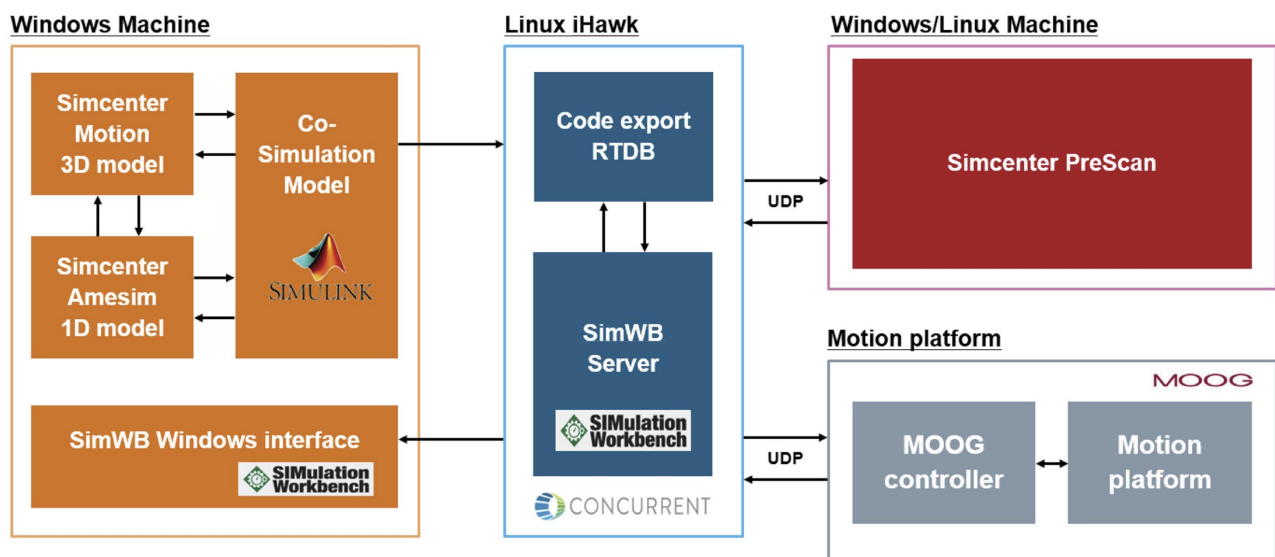 Windows Machine
Simcenter
Motion
3D model
Co-
Simulation
Model
SIMULINK
Simcenter
Amesim
1D model
SimWB Windows interface
SIMulation
Workbench
Linux iHawk
Code export
RTDB
SimWB
Server
SIMulation
Workbench
CONCURRENT
UDP
UDP
Windows/Linux Machine
Simcenter PreScan
Motion platform
MOOG
MOOG
controller
Motion
platform